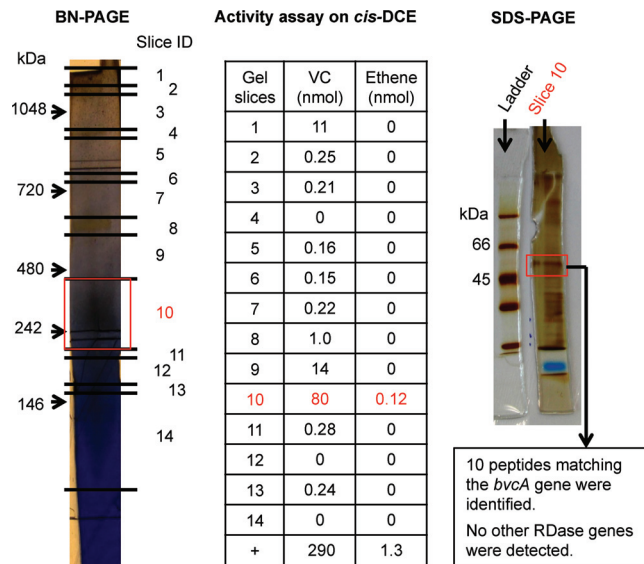 BN-PAGE
Slice ID
kDa
1048
720
480
242
146
1
2
3
4
5
6
7
8
9
10
11
12
13
14
Activity assay on cis-DCE
Gel slices VC (nmol) Ethene (nmol)
1 11 0
2 0.25 0
3 0.21 0
4 0 0
5 0.16 0
6 0.15 0
7 0.22 0
8 1.0 0
9 14 0
10 80 0.12
11 0.28 0
12 0 0
13 0.24 0
14 0 0
+ 290 1.3
SDS-PAGE
Ladder
Slice 10
kDa
66
45
10 peptides matching
the bvcA gene were
identified.
No other RDase genes
were detected.